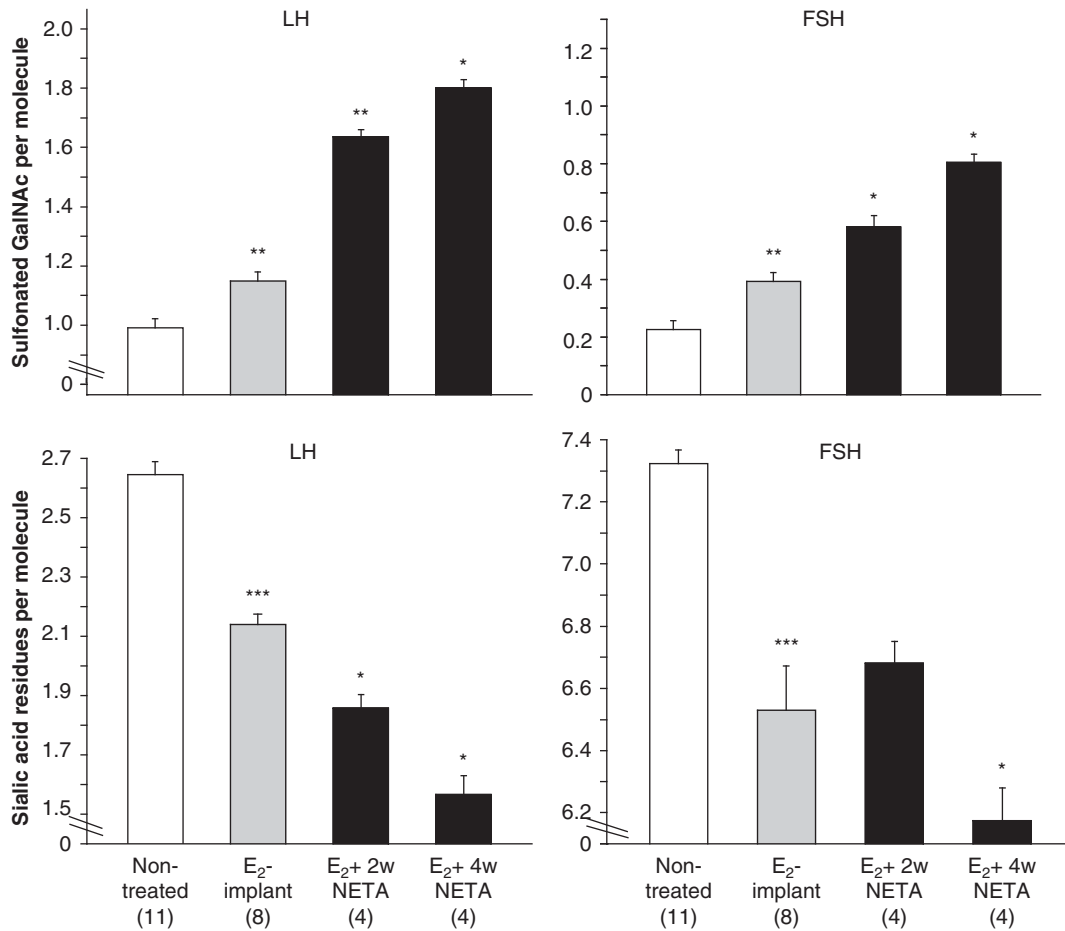 LH
Sulfonated GalNAc per molecule
2.0
1.8
1.6
1.4
1.2
1.0
0
**
**
*
FSH
1.2
1.0
0.8
0.6
0.4
0.2
0
**
*
*
LH
Sialic acid residues per molecule
2.7
2.5
2.3
2.1
1.9
1.7
1.5
0
***
*
*
Non-
treated
(11)
E₂-
implant
(8)
E₂+ 2w
NETA
(4)
E₂+ 4w
NETA
(4)
FSH
7.4
7.2
7.0
6.8
6.6
6.4
6.2
0
***
*
Non-
treated
(11)
E₂-
implant
(8)
E₂+ 2w
NETA
(4)
E₂+ 4w
NETA
(4)